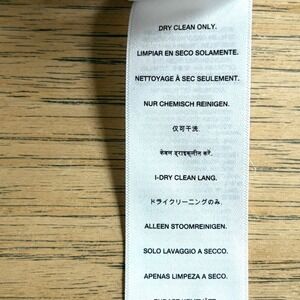 DRY CLEAN ONLY.
LIMPIAR EN SECO SOLAMENTE.
NETTOYAGE À SEC SEULEMENT.
NUR CHEMISCH REINIGEN.
仅可干洗.
केवल ड्राइक्लीन करें.
I-DRY CLEAN LANG.
ドライクリーニングのみ.
ALLEEN STOOMREINIGEN.
SOLO LAVAGGIO A SECCO.
APENAS LIMPEZA A SECO.